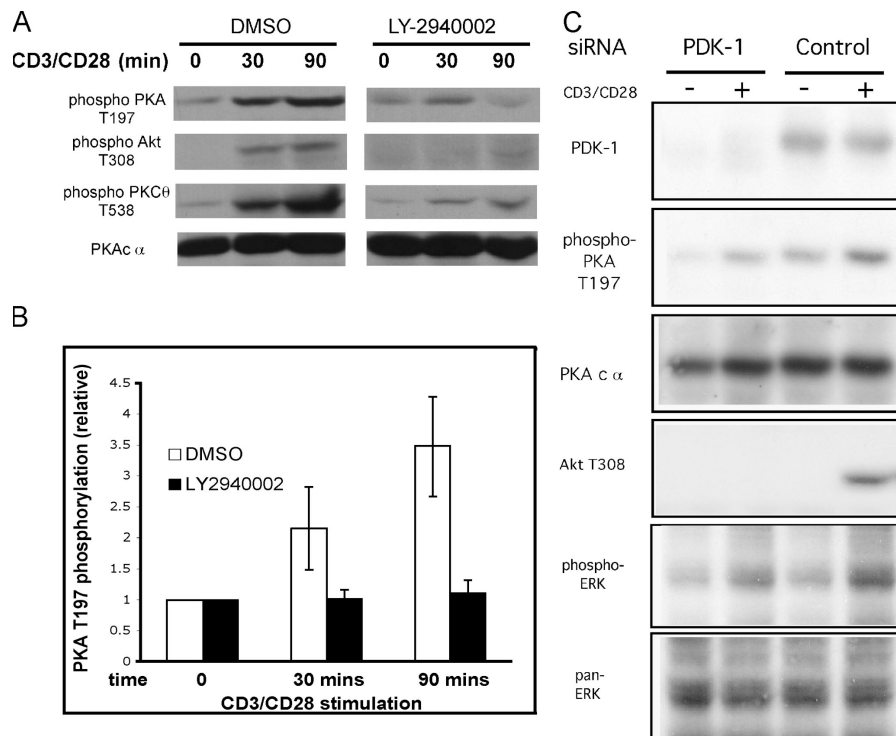 A
DMSO
LY-2940002
CD3/CD28 (min) 0 30 90 0 30 90
phospho PKA
T197
phospho Akt
T308
phospho PKCθ
T538
PKAc α
B
PKA T197 phosphorylation (relative)
4.5
4
3.5
3
2.5
2
1.5
1
0.5
0
DMSO
LY2940002
time 0 30 mins 90 mins
CD3/CD28 stimulation
C
siRNA PDK-1 Control
CD3/CD28 - + - +
PDK-1
phospho-
PKA
T197
PKA c α
Akt T308
phospho-
ERK
pan-
ERK